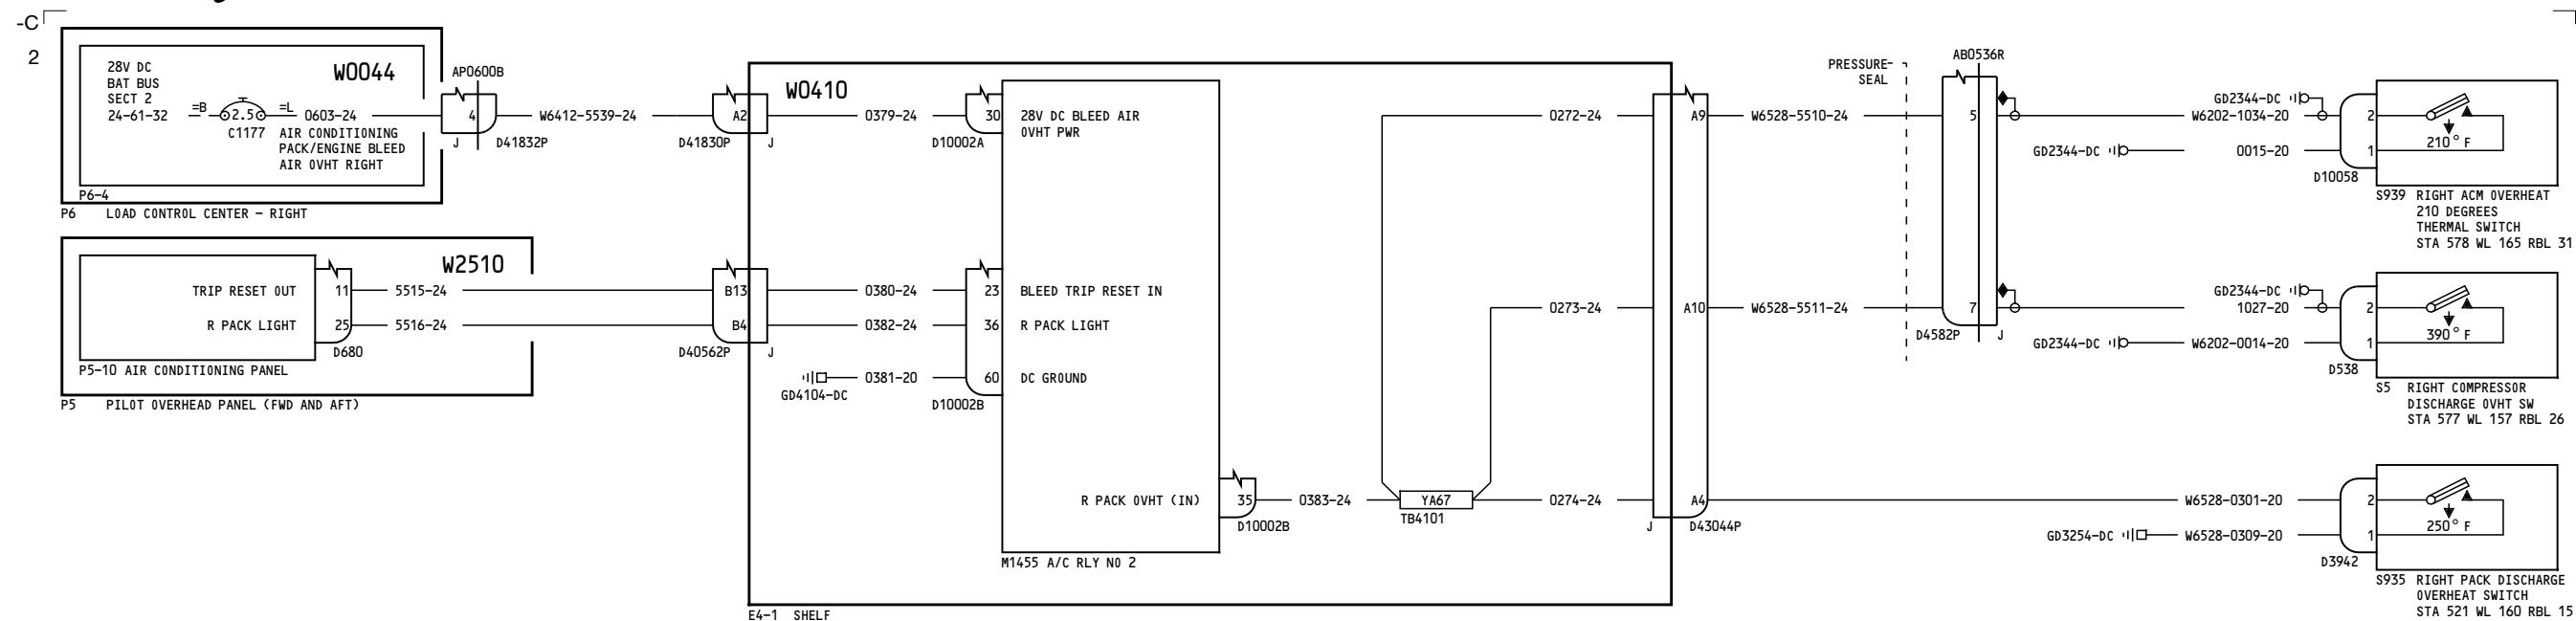 -C
2
28V DC
BAT BUS
SECT 2
24-61-32
=B
2.5
C1177
=L
0603-24
AIR CONDITIONING
PACK/ENGINE BLEED
AIR OVHT RIGHT
W0044
P6-4
P6 LOAD CONTROL CENTER - RIGHT
AP0600B
4
J
D41832P
W6412-5539-24
A2
D41830P
J
W0410
0379-24
30
D10002A
28V DC BLEED AIR
OVHT PWR
W2510
TRIP RESET OUT
11
5515-24
R PACK LIGHT
25
5516-24
D680
P5-10 AIR CONDITIONING PANEL
P5 PILOT OVERHEAD PANEL (FWD AND AFT)
B13
B4
D40562P
J
0380-24
23
BLEED TRIP RESET IN
0382-24
36
R PACK LIGHT
GD4104-DC
0381-20
60
DC GROUND
D10002B
R PACK OVHT (IN)
35
D10002B
M1455 A/C RLY NO 2
E4-1 SHELF
0383-24
YA67
TB4101
0272-24
0273-24
0274-24
A9
A10
A4
J
D43044P
W6528-5510-24
W6528-5511-24
PRESSURE-
SEAL
AB0536R
5
7
D4582P
J
GD2344-DC
W6202-1034-20
2
GD2344-DC
0015-20
1
D10058
210° F
S939 RIGHT ACM OVERHEAT
210 DEGREES
THERMAL SWITCH
STA 578 WL 165 RBL 31
GD2344-DC
1027-20
2
GD2344-DC
W6202-0014-20
1
D538
390° F
S5 RIGHT COMPRESSOR
DISCHARGE OVHT SW
STA 577 WL 157 RBL 26
W6528-0301-20
2
GD3254-DC
W6528-0309-20
1
D3942
250° F
S935 RIGHT PACK DISCHARGE
OVERHEAT SWITCH
STA 521 WL 160 RBL 15